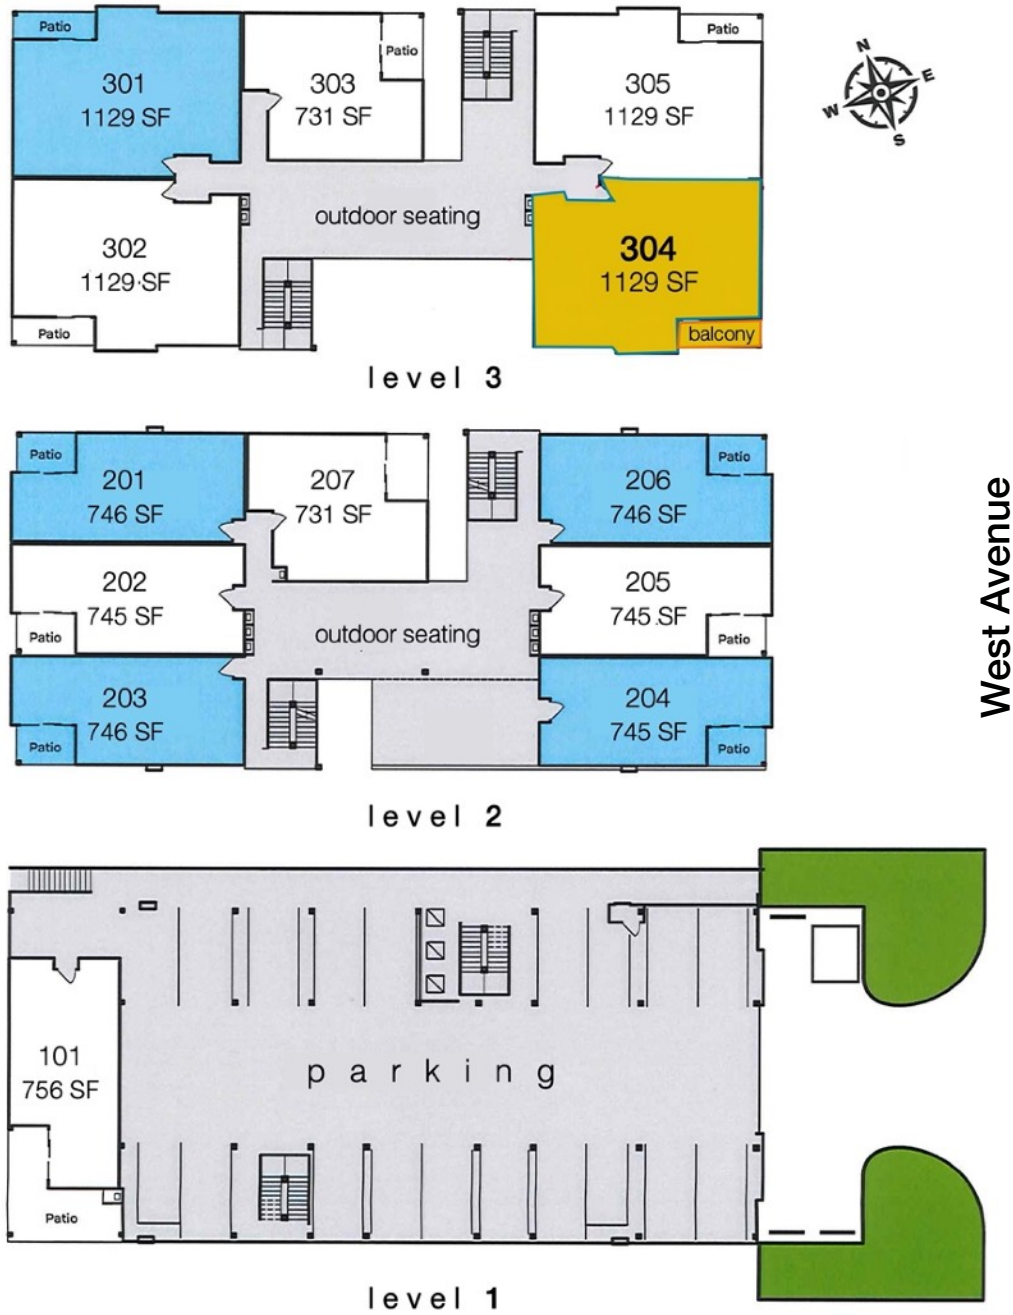 Patio
301
1129 SF
303
731 SF
Patio
305
1129 SF
Patio
N
E
W
S
302
1129 SF
Patio
outdoor seating
304
1129 SF
balcony
level 3
Patio
201
746 SF
207
731 SF
206
746 SF
Patio
202
745 SF
Patio
outdoor seating
205
745 SF
Patio
203
746 SF
Patio
204
745 SF
Patio
level 2
West Avenue
101
756 SF
Patio
parking
level 1